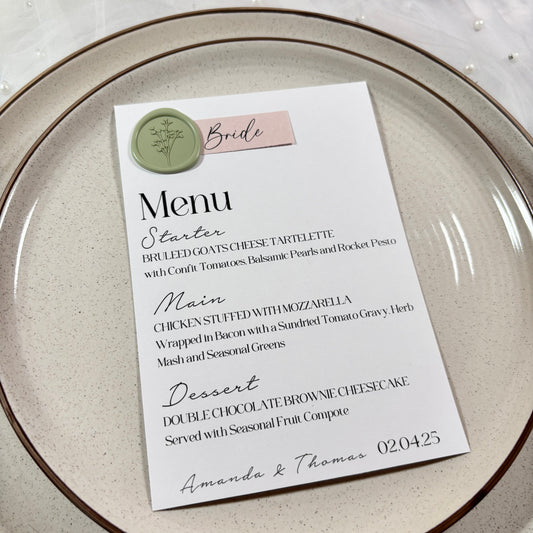 Bride
Menu
Starter
BRULEED GOATS CHEESE TARTELETTE
with Confit Tomatoes, Balsamic Pearls and Rocket Pesto
Main
CHICKEN STUFFED WITH MOZZARELLA
Wrapped in Bacon with a Sundried Tomato Gravy, Herb
Mash and Seasonal Greens
Dessert
DOUBLE CHOCOLATE BROWNIE CHEESECAKE
Served with Seasonal Fruit Compote
Amanda & Thomas 02.04.25